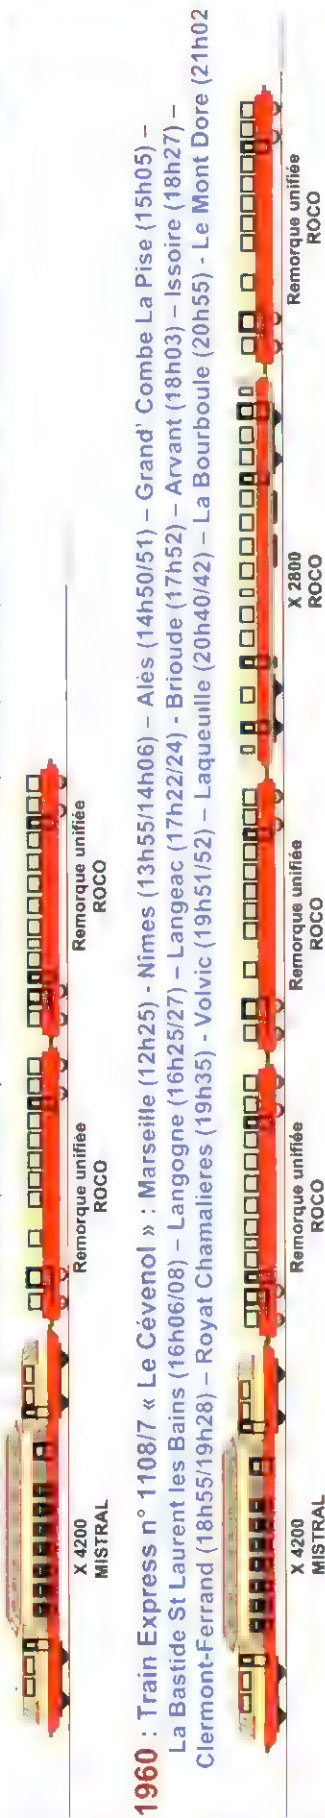 X 4200
MISTRAL
Remorque unifiée
ROCO
Remorque unifiée
ROCO
1960 : Train Express n° 1108/7 « Le Cévenol » : Marseille (12h25) - Nîmes (13h55/14h06) – Alès (14h50/51) – Grand' Combe La Pise (15h05) –
La Bastide St Laurent les Bains (16h06/08) – Langogne (16h25/27) – Langeac (17h22/24) - Brioude (17h52) – Arvant (18h03) – Issoire (18h27) –
Clermont-Ferrand (18h55/19h28) – Royat Chamalieres (19h35) - Volvic (19h51/52) – Laqueuille (20h40/42) – La Bourboule (20h55) - Le Mont Dore (21h02
X 4200
MISTRAL
Remorque unifiée
ROCO
Remorque unifiée
ROCO
X 2800
ROCO
Remorque unifiée
ROCO